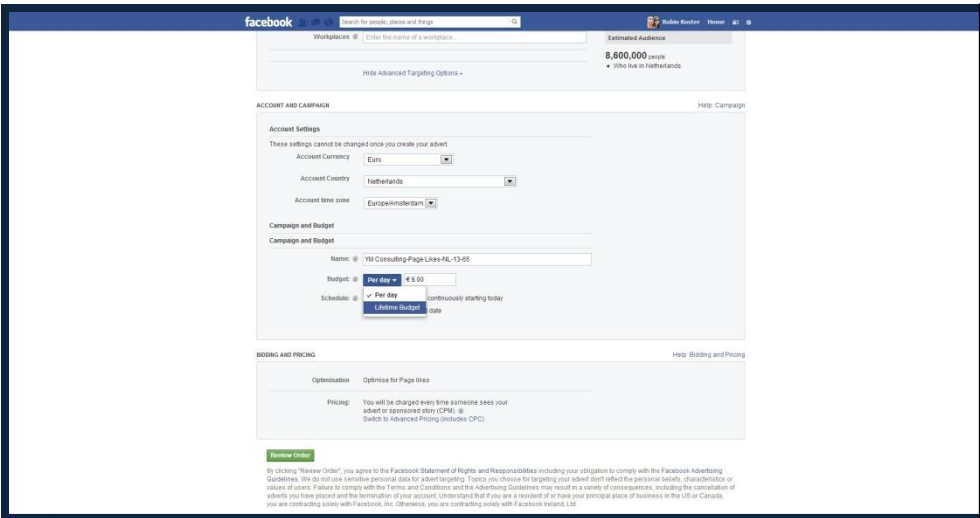 facebook
Search for people, places and things
Robin Koster Home
Workplaces
Enter the name of a workplace...
Estimated Audience
8,600,000 people
Who live in Netherlands
Hide Advanced Targeting Options
ACCOUNT AND CAMPAIGN
Help: Campaign
Account Settings
These settings cannot be changed once you create your advert.
Account Currency
Euro
Account Country
Netherlands
Account time zone
Europe/Amsterdam
Campaign and Budget
Campaign and Budget
Name:
YM Consulting-Page Likes-NL-13-65
Budget:
Per day
€ 6.00
Schedule:
Per day
continuously starting today
Lifetime Budget
date
BIDDING AND PRICING
Help: Bidding and Pricing
Optimisation
Optimise for Page likes
Pricing:
You will be charged every time someone sees your
advert or sponsored story (CPM).
Switch to Advanced Pricing (includes CPC)
Review Order
By clicking "Review Order", you agree to the Facebook Statement of Rights and Responsibilities including your obligation to comply with the Facebook Advertising
Guidelines. We do not use sensitive personal data for advert targeting. Topics you choose for targeting your advert don't reflect the personal beliefs, characteristics or
values of users. Failure to comply with the Terms and Conditions and the Advertising Guidelines may result in a variety of consequences, including the cancellation of
adverts you have placed and the termination of your account. Understand that if you are a resident of or have your principal place of business in the US or Canada,
you are contracting solely with Facebook, Inc. Otherwise, you are contracting solely with Facebook Ireland, Ltd.